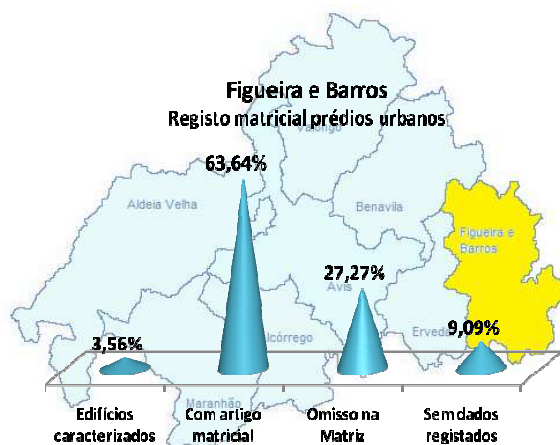 Figueira e Barros
Registo matricial prédios urbanos
Valongo
63,64%
Aldeia Velha
Benavila
Figueira e
Barros
27,27%
Avis
Alcórrego
Ervedal
9,09%
3,56%
Maranhão
Edifícios
caracterizados
Com artigo
matricial
Omisso na
Matriz
Sem dados
registados